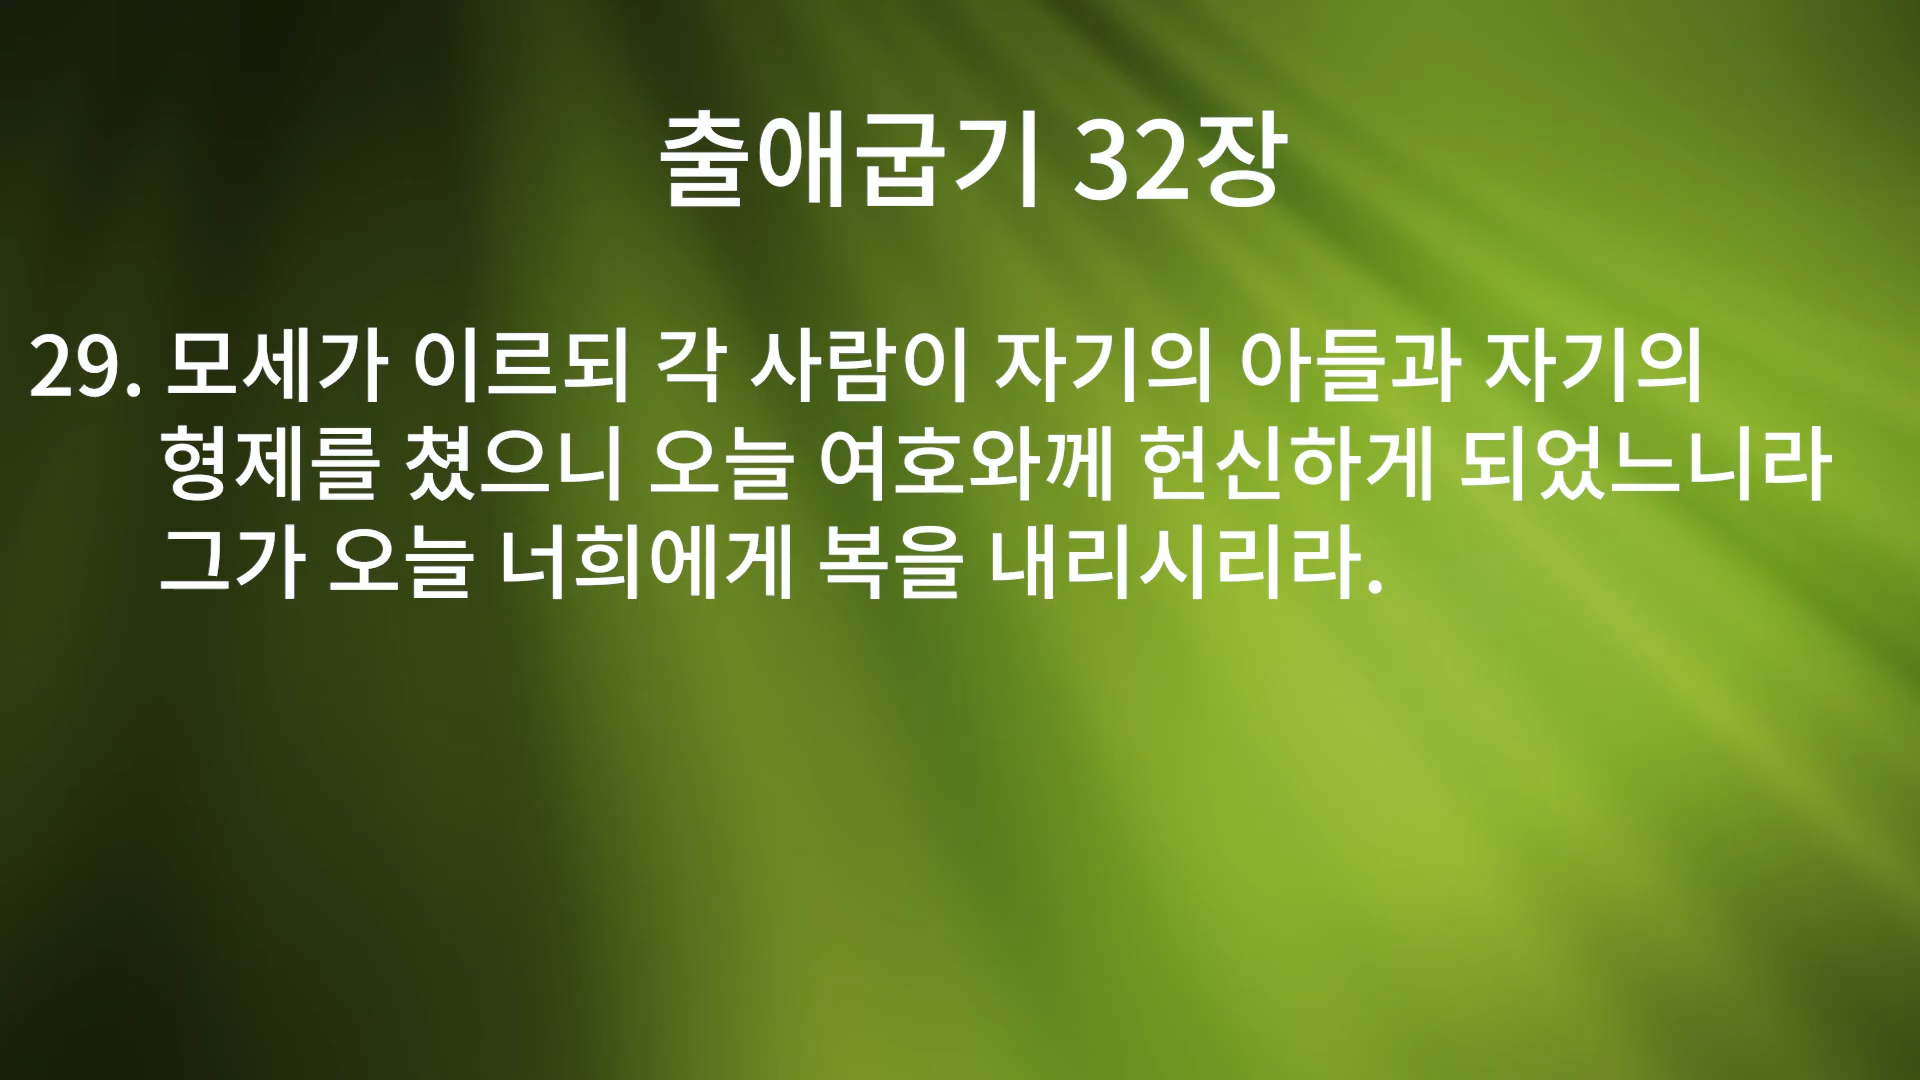 출애굽기 32장
29. 모세가 이르되 각 사람이 자기의 아들과 자기의
형제를 쳤으니 오늘 여호와께 헌신하게 되었느니라
그가 오늘 너희에게 복을 내리시리라.